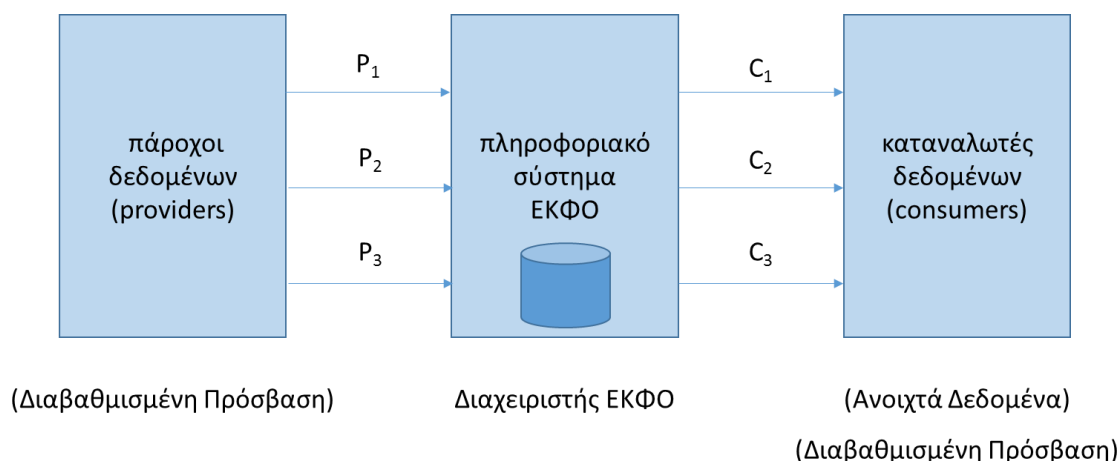 P1
C1
πάροχοι
δεδομένων
(providers)
P2
πληροφοριακό
σύστημα
ΕΚΦΟ
C2
καταναλωτές
δεδομένων
(consumers)
P3
C3
(Διαβαθμισμένη Πρόσβαση)
Διαχειριστής ΕΚΦΟ
(Ανοιχτά Δεδομένα)
(Διαβαθμισμένη Πρόσβαση)